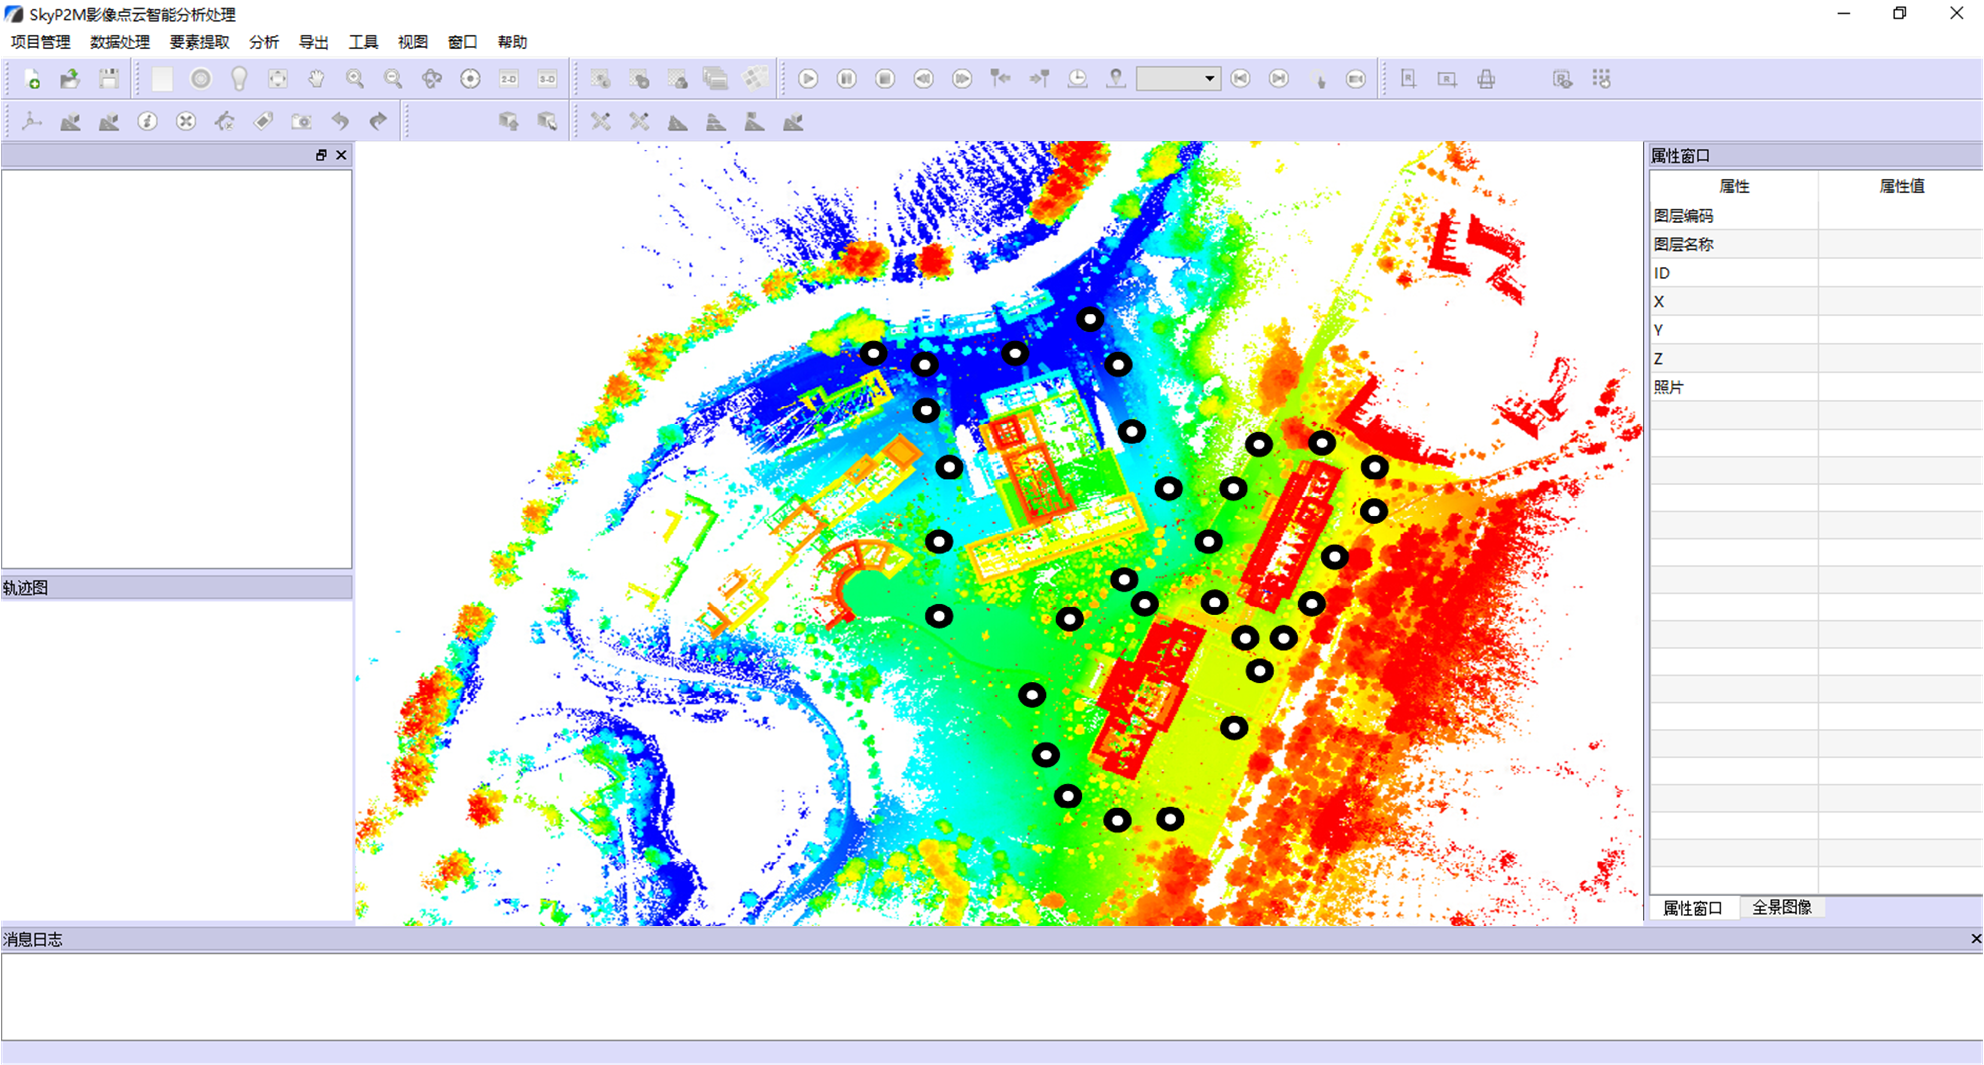 SkyP2M影像点云智能分析处理
项目管理 数据处理 要素提取 分析 导出 工具 视图 窗口 帮助
2-D 3-D
属性窗口
属性 属性值
图层编码
图层名称
ID
X
Y
Z
照片
轨迹图
属性窗口 全景图像
消息日志